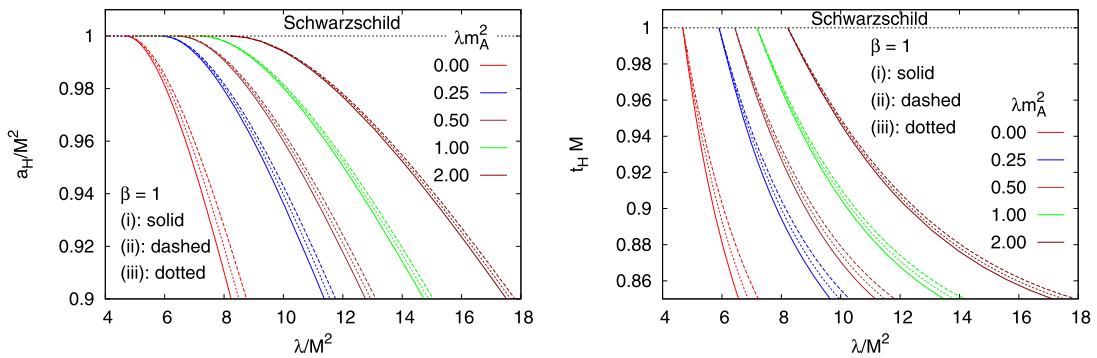 Schwarzschild
a_H/M^2
1
0.98
0.96
0.94
0.92
0.9
λm_A^2
0.00
0.25
0.50
1.00
2.00
β = 1
(i): solid
(ii): dashed
(iii): dotted
4 6 8 10 12 14 16 18
λ/M^2
Schwarzschild
t_H M
1
0.98
0.96
0.94
0.92
0.9
0.88
0.86
β = 1
(i): solid
(ii): dashed
(iii): dotted
λm_A^2
0.00
0.25
0.50
1.00
2.00
4 6 8 10 12 14 16 18
λ/M^2